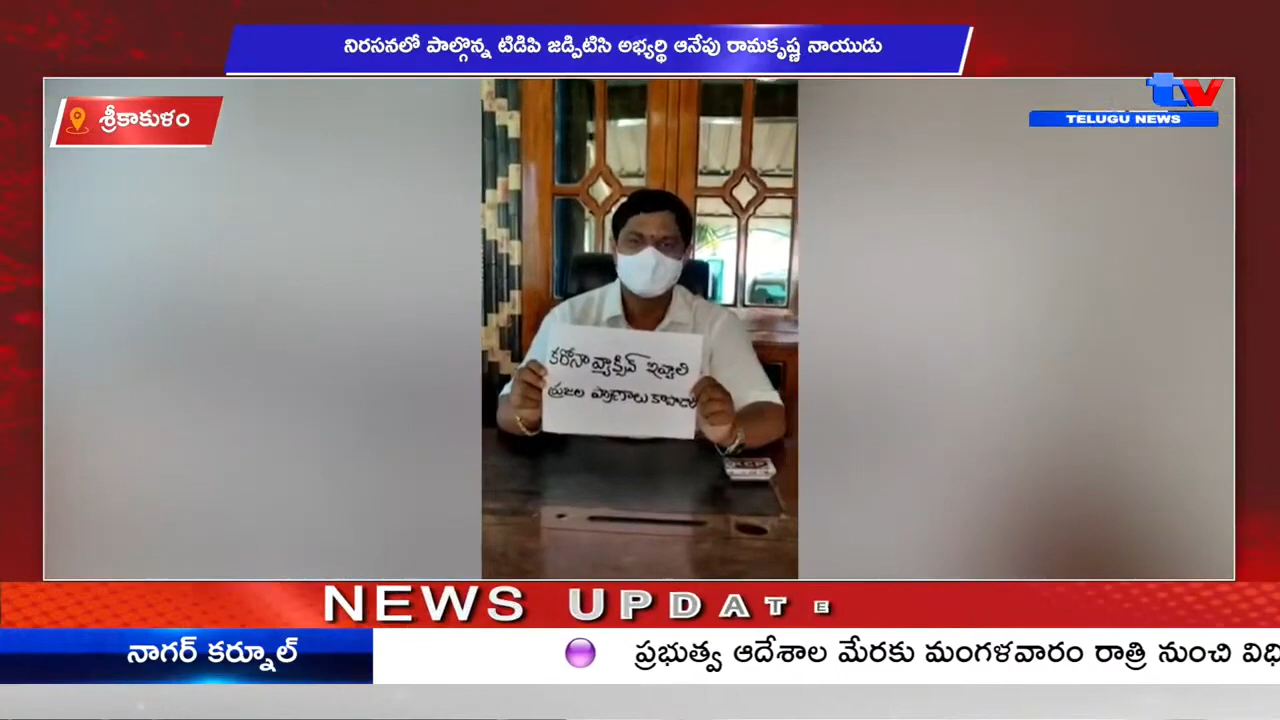 నిరసనలో పాల్గొన్న టిడిపి జడ్పిటిసి అభ్యర్థి ఆనేపు రామకృష్ణ నాయుడు
శ్రీకాకుళం
tv
TELUGU NEWS
కరోనా వ్యాక్సిన్ ఇవ్వాలి
ప్రజల ప్రాణాలు కాపాడాలి
NEWS UPDATE
నాగర్ కర్నూల్
ప్రభుత్వ ఆదేశాల మేరకు మంగళవారం రాత్రి నుంచి విధి